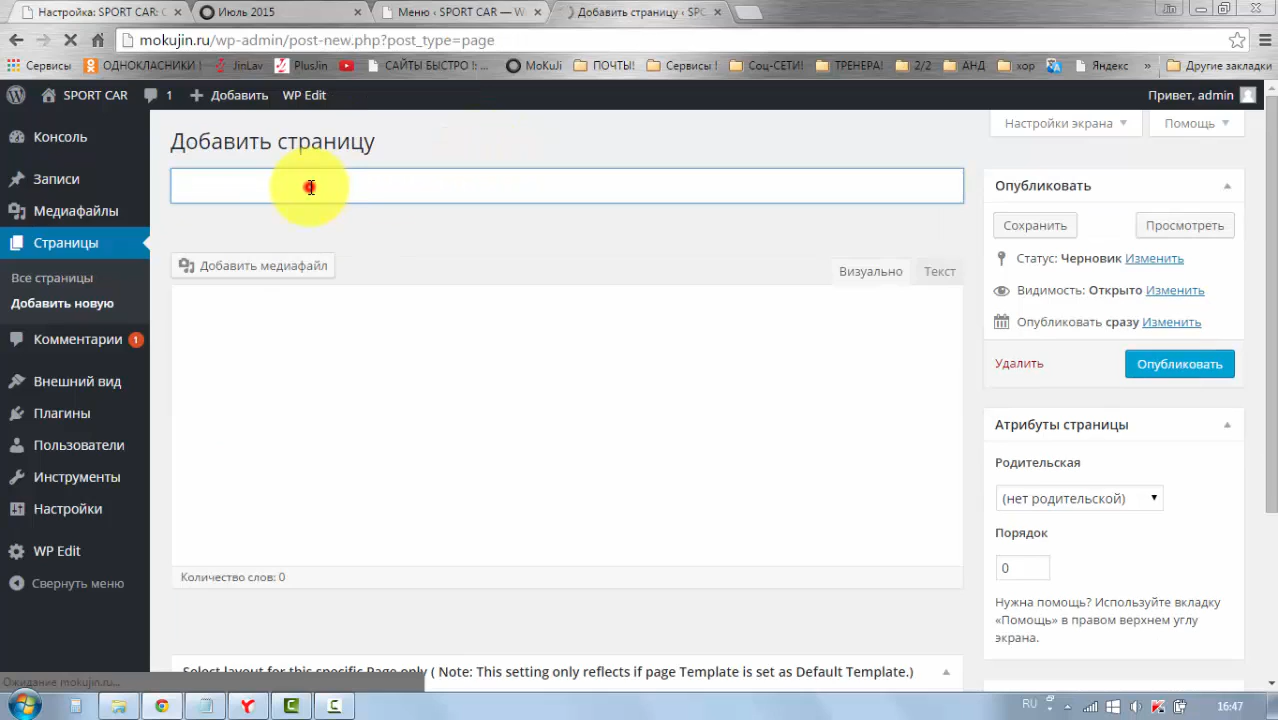 Настройка: SPORT CAR: С
Июль 2015
Меню ‹ SPORT CAR — W
Добавить страницу ‹ SPC
Jin
mokujin.ru/wp-admin/post-new.php?post_type=page
Сервисы
ОДНОКЛАСНИКИ !
JinLav
PlusJin
САЙТЫ БЫСТРО !: ...
MoKuJi
ПОЧТЫ!
Сервисы !
Соц-СЕТИ!
ТРЕНЕРА!
2/2
АНД
хор
Яндекс
»
Другие закладки
SPORT CAR
1
Добавить
WP Edit
Привет, admin
Консоль
Записи
Медиафайлы
Страницы
Все страницы
Добавить новую
Комментарии 1
Внешний вид
Плагины
Пользователи
Инструменты
Настройки
WP Edit
Свернуть меню
Настройки экрана
Помощь
Добавить страницу
Добавить медиафайл
Визуально
Текст
Количество слов: 0
Select layout for this specific Page only ( Note: This setting only reflects if page Template is set as Default Template.)
Опубликовать
Сохранить
Просмотреть
Статус: Черновик Изменить
Видимость: Открыто Изменить
Опубликовать сразу Изменить
Удалить
Опубликовать
Атрибуты страницы
Родительская
(нет родительской)
Порядок
0
Нужна помощь? Используйте вкладку
«Помощь» в правом верхнем углу
экрана.
Ожидание mokujin.ru...
RU
16:47